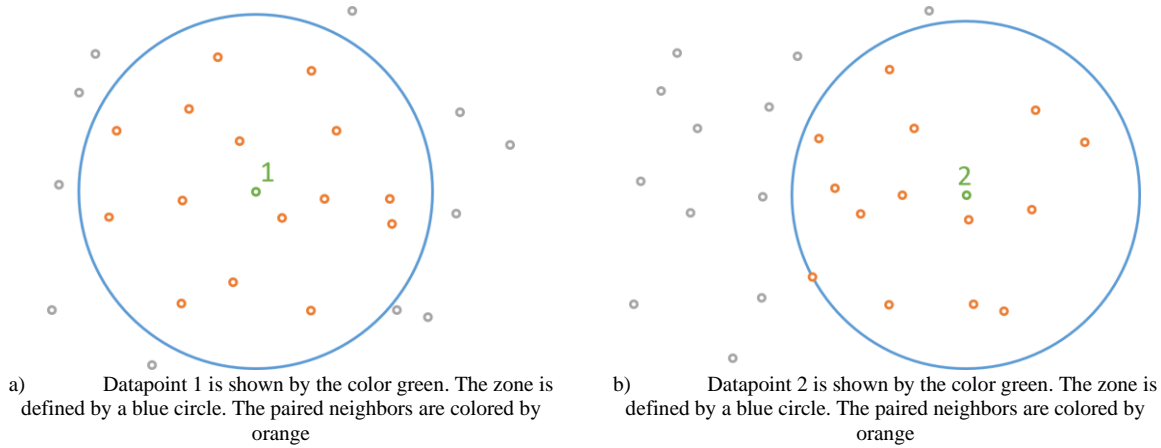 1
2
a) Datapoint 1 is shown by the color green. The zone is
defined by a blue circle. The paired neighbors are colored by
orange
b) Datapoint 2 is shown by the color green. The zone is
defined by a blue circle. The paired neighbors are colored by
orange